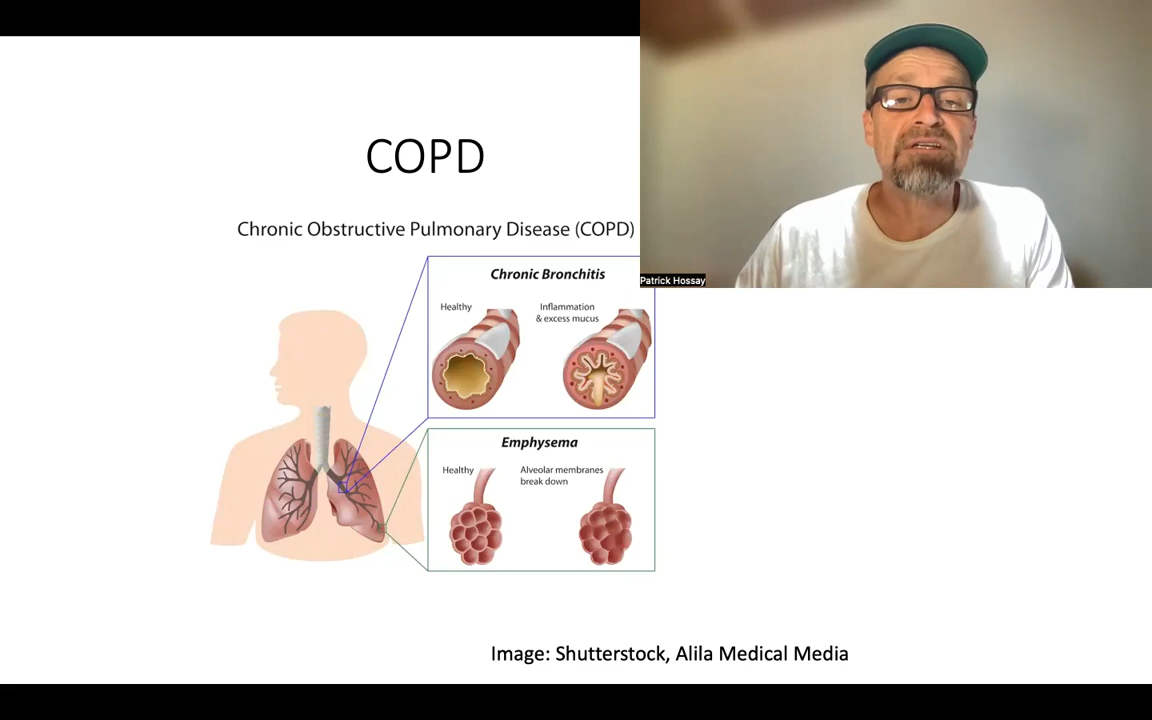 COPD
Chronic Obstructive Pulmonary Disease (COPD)
Chronic Bronchitis
Healthy
Inflammation
& excess mucus
Emphysema
Healthy
Alveolar membranes
break down
Patrick Hossay
Image: Shutterstock, Alila Medical Media